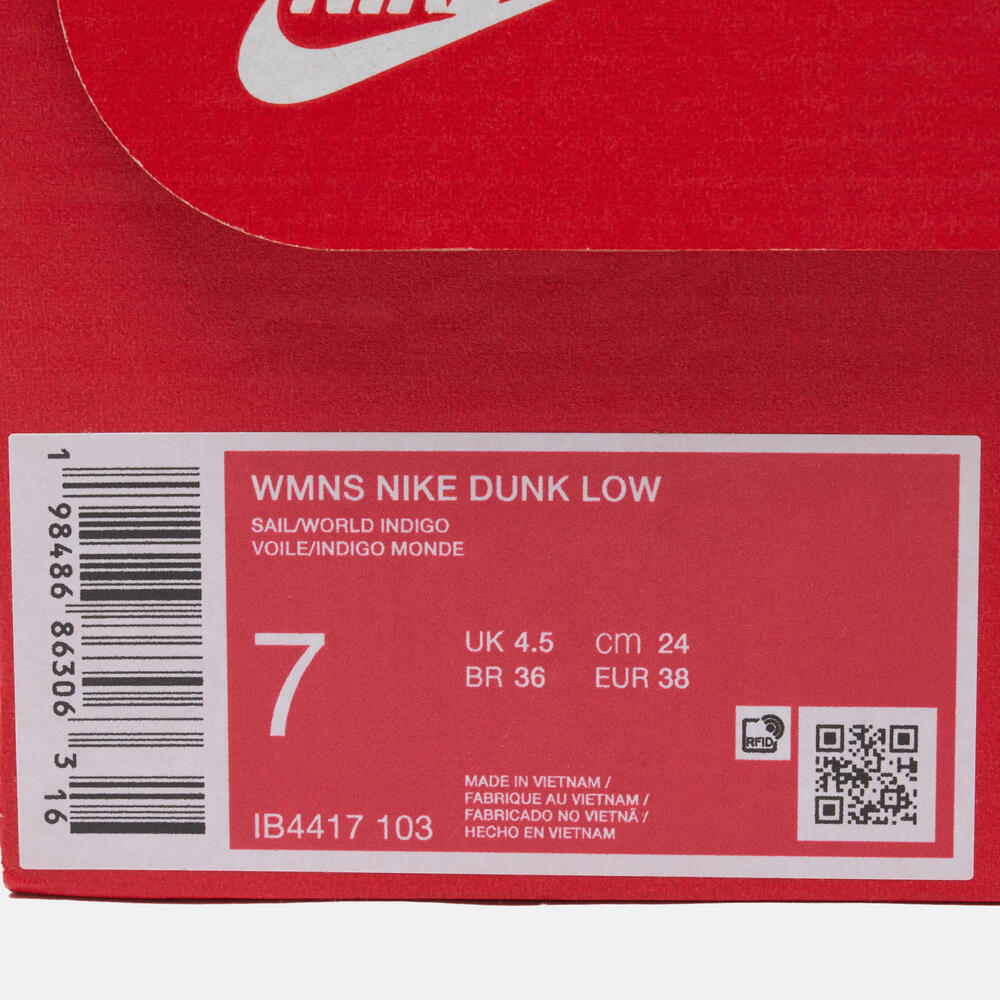 WMNS NIKE DUNK LOW
SAIL/WORLD INDIGO
VOILE/INDIGO MONDE
7
UK 4.5 cm 24
BR 36 EUR 38
RFID
MADE IN VIETNAM /
FABRIQUE AU VIETNAM /
FABRICADO NO VIETNÃ /
HECHO EN VIETNAM
IB4417 103
1 98486 86306 3 16